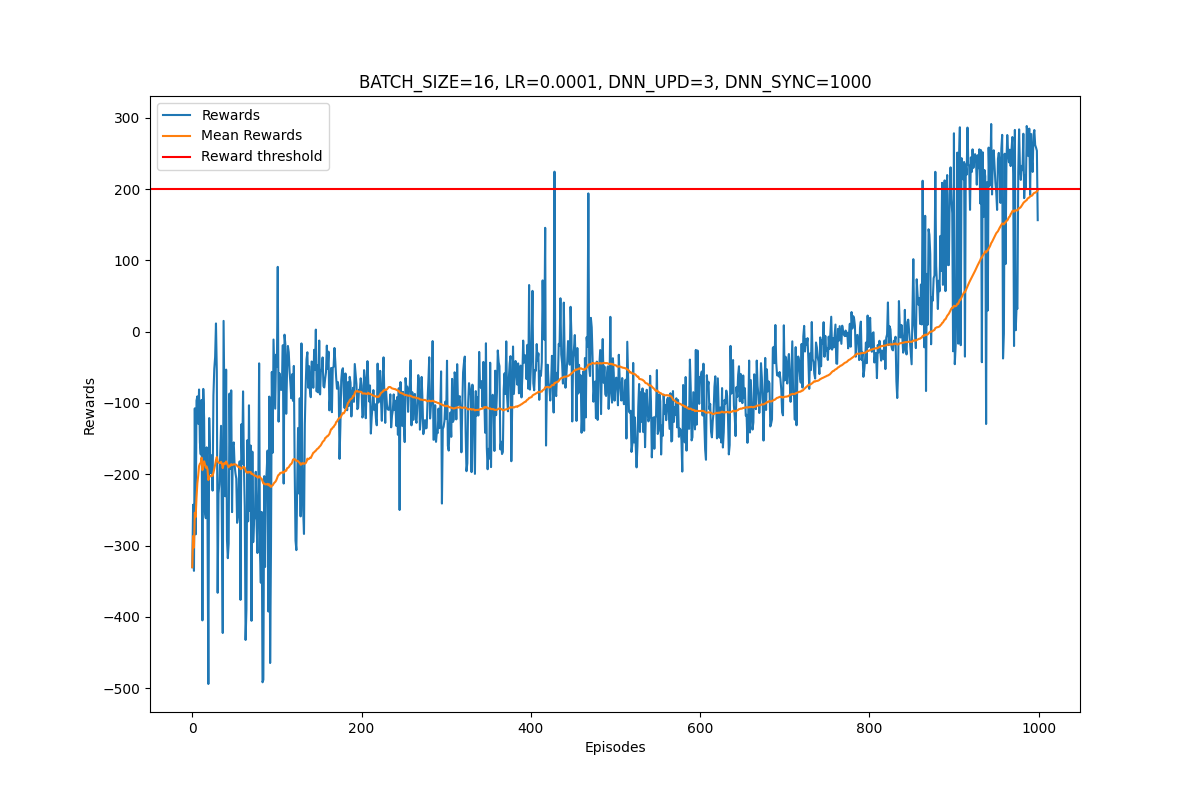 BATCH_SIZE=16, LR=0.0001, DNN_UPD=3, DNN_SYNC=1000
Rewards
Mean Rewards
Reward threshold
300
200
100
0
−100
−200
−300
−400
−500
Rewards
0 200 400 600 800 1000
Episodes